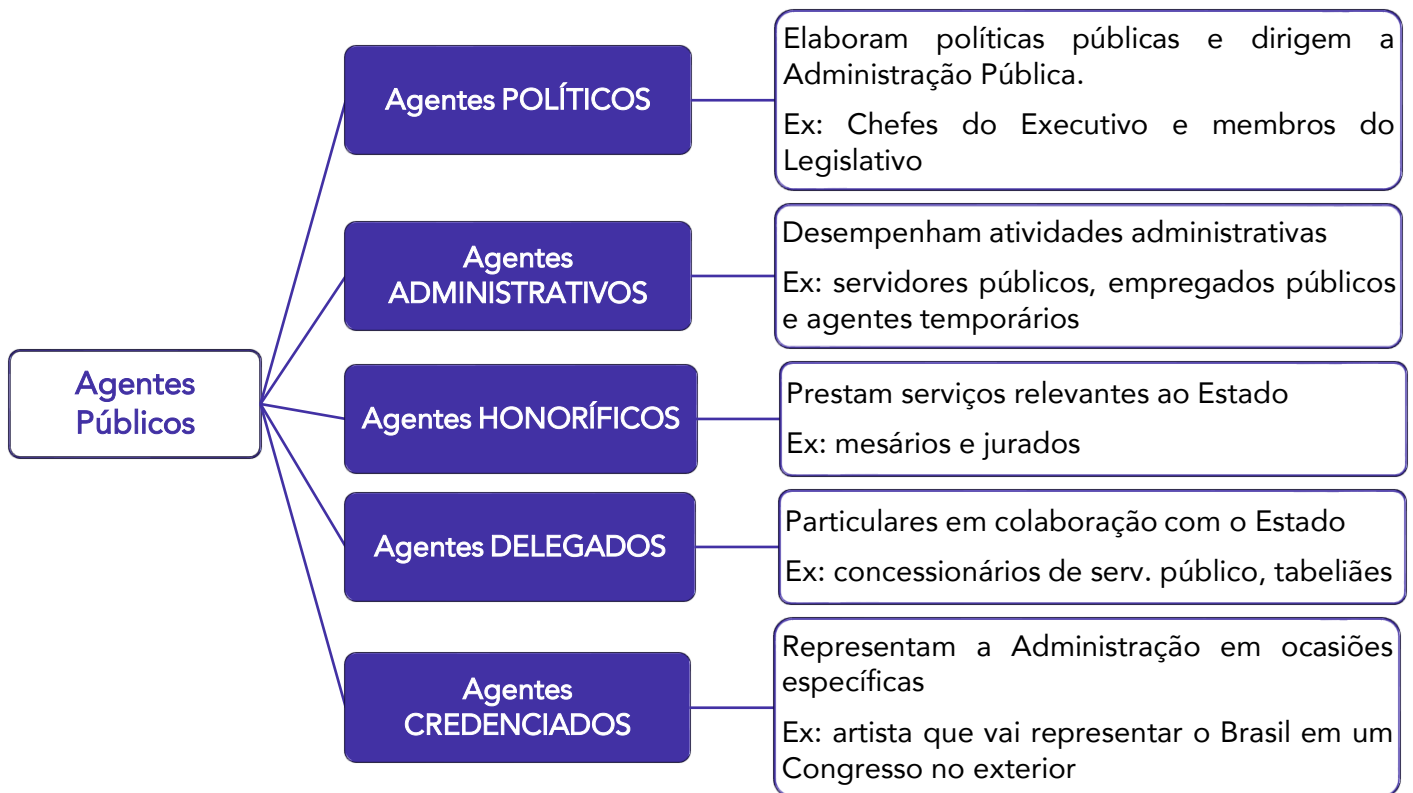 Agentes
Públicos
Agentes POLÍTICOS
Elaboram políticas públicas e dirigem a
Administração Pública.
Ex: Chefes do Executivo e membros do
Legislativo
Agentes
ADMINISTRATIVOS
Desempenham atividades administrativas
Ex: servidores públicos, empregados públicos
e agentes temporários
Agentes HONORÍFICOS
Prestam serviços relevantes ao Estado
Ex: mesários e jurados
Agentes DELEGADOS
Particulares em colaboração com o Estado
Ex: concessionários de serv. público, tabeliães
Agentes
CREDENCIADOS
Representam a Administração em ocasiões
específicas
Ex: artista que vai representar o Brasil em um
Congresso no exterior